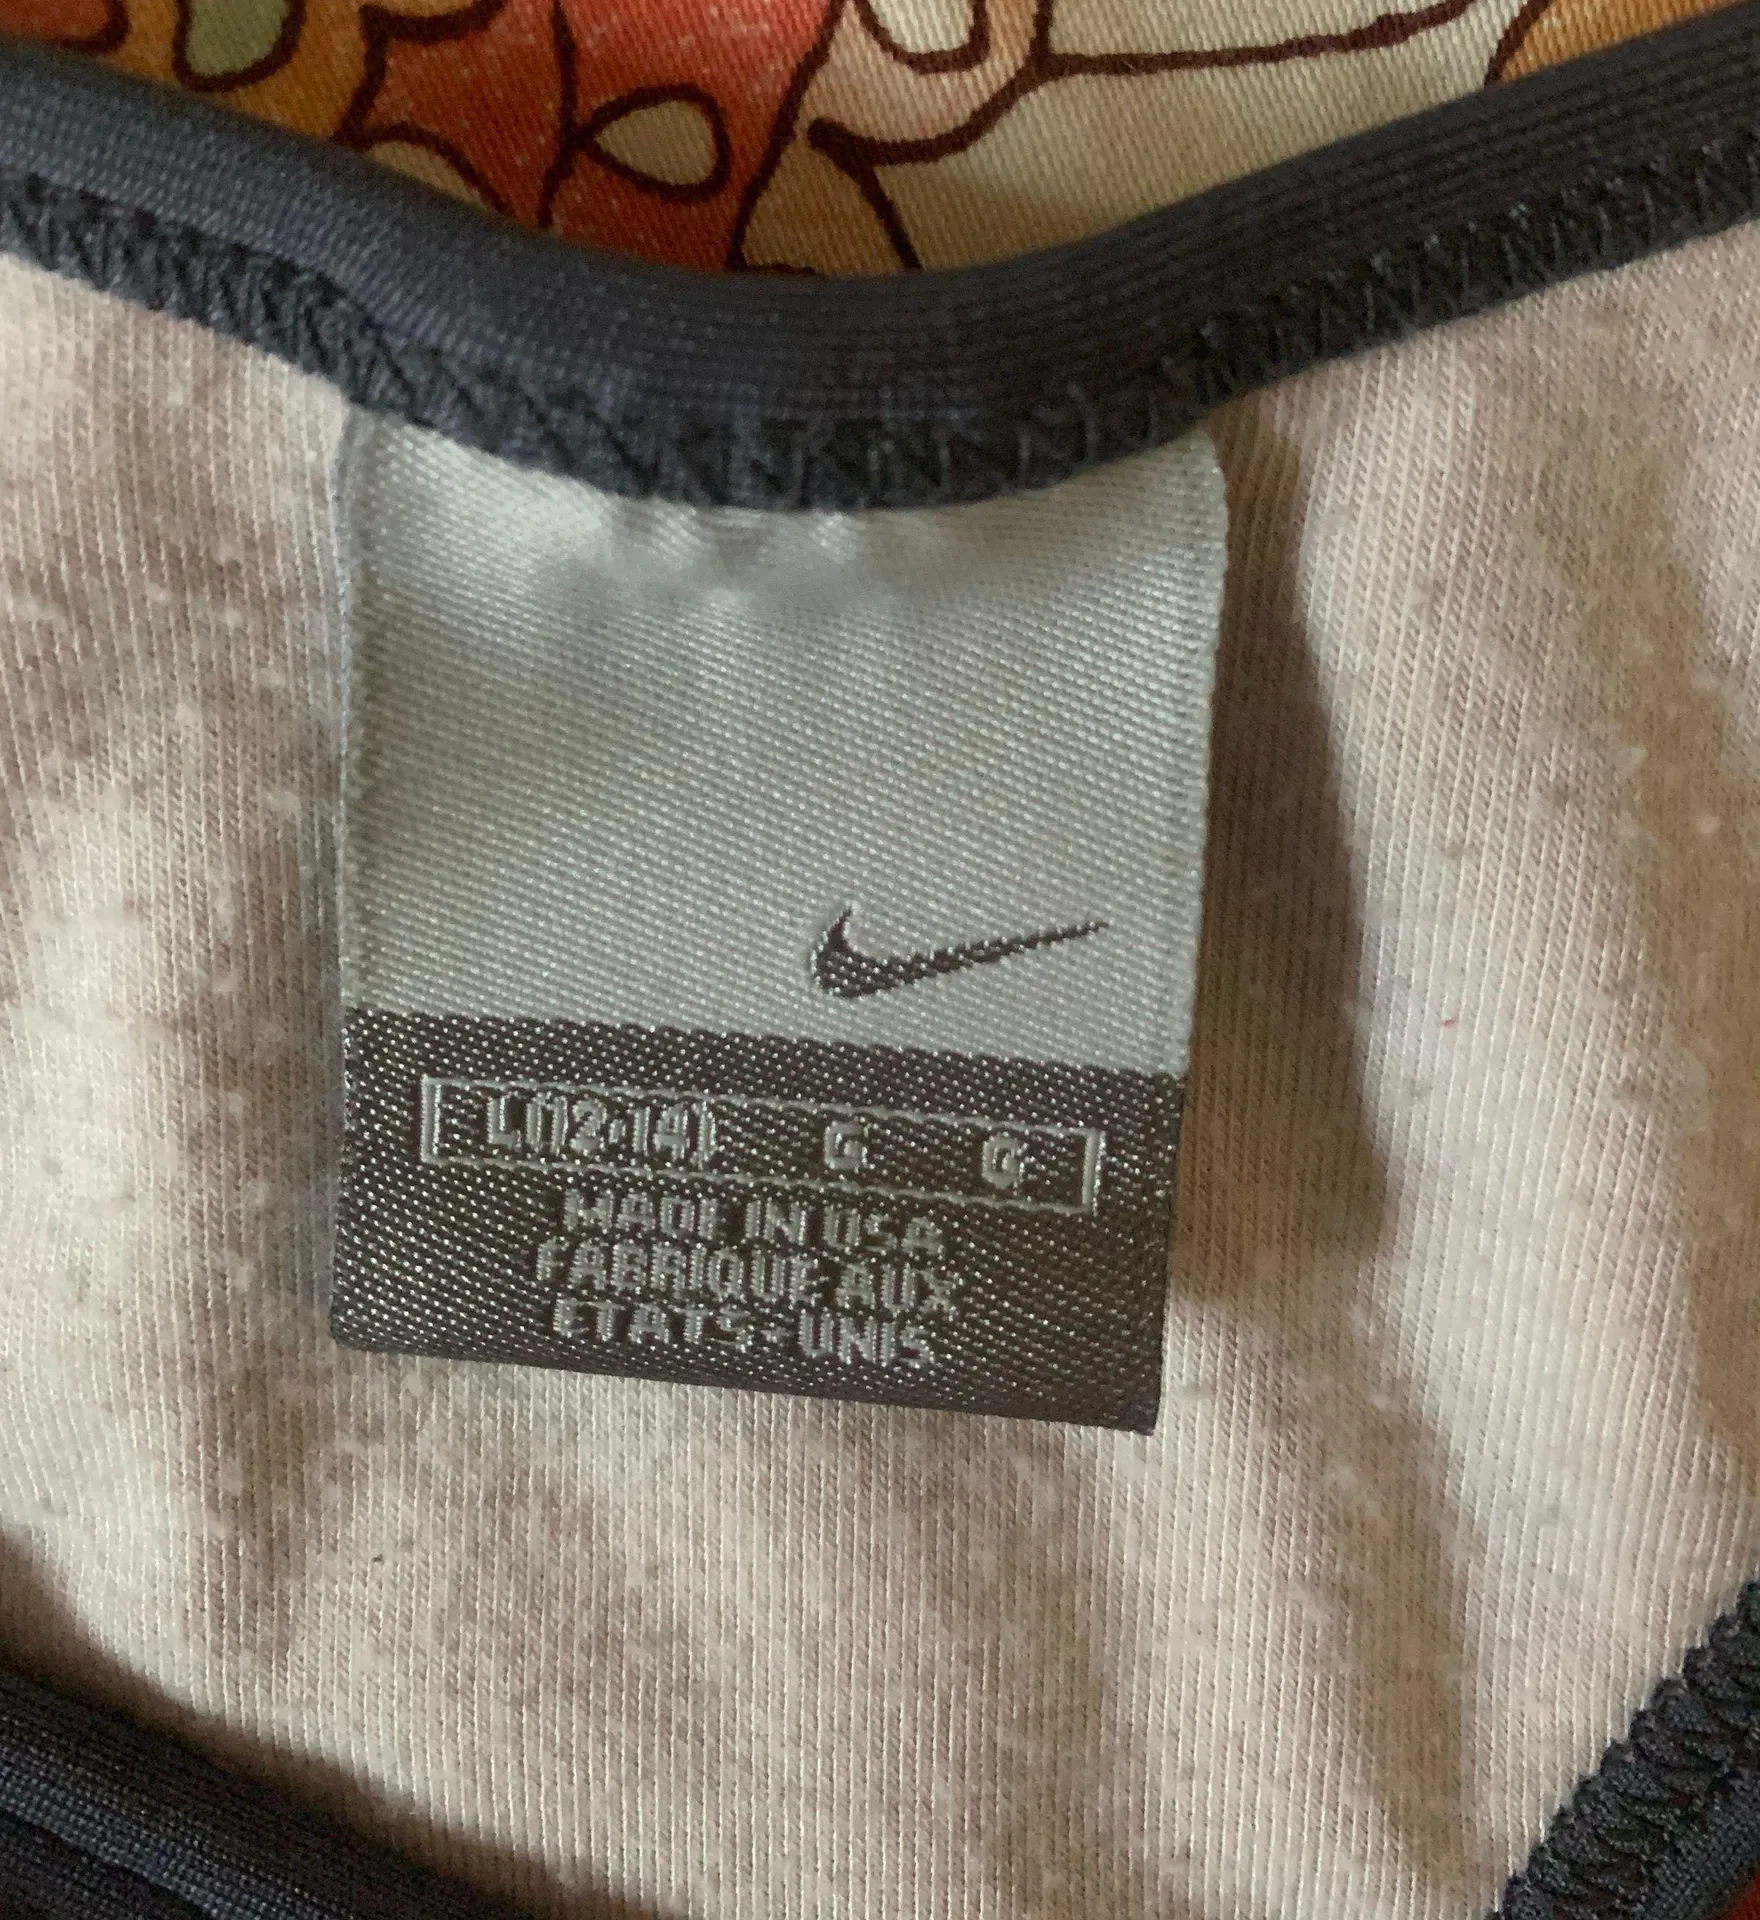 L(12-14) G G
MADE IN USA
FABRIQUE AUX
ETATS-UNIS